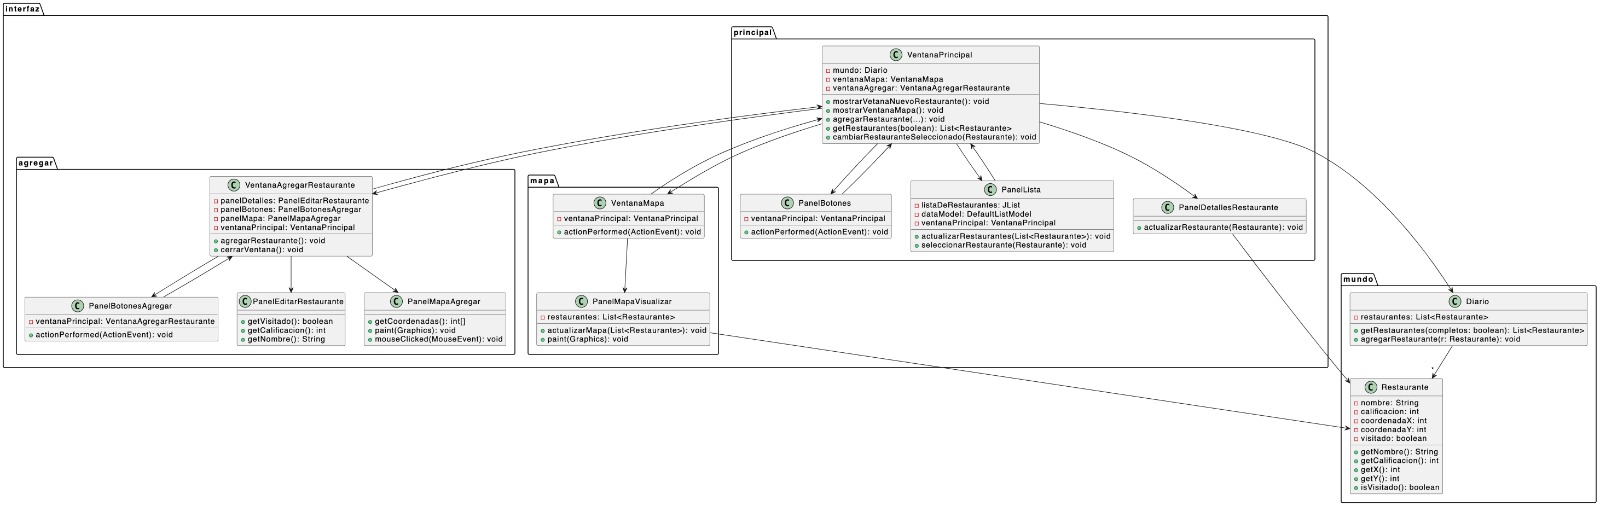 interfaz
principal
C VentanaPrincipal
mundo: Diario
ventanaMapa: VentanaMapa
ventanaAgregar: VentanaAgregarRestaurante
mostrarVetanaNuevoRestaurante(): void
mostrarVentanaMapa(): void
agregarRestaurante(...): void
getRestaurantes(boolean): List<Restaurante>
cambiarRestauranteSeleccionado(Restaurante): void
agregar
C VentanaAgregarRestaurante
panelDetalles: PanelEditarRestaurante
panelBotones: PanelBotonesAgregar
panelMapa: PanelMapaAgregar
ventanaPrincipal: VentanaPrincipal
agregarRestaurante(): void
cerrarVentana(): void
C PanelBotonesAgregar
ventanaPrincipal: VentanaAgregarRestaurante
actionPerformed(ActionEvent): void
C PanelEditarRestaurante
getVisitado(): boolean
getCalificacion(): int
getNombre(): String
C PanelMapaAgregar
getCoordenadas(): int[]
paint(Graphics): void
mouseClicked(MouseEvent): void
mapa
C VentanaMapa
ventanaPrincipal: VentanaPrincipal
actionPerformed(ActionEvent): void
C PanelMapaVisualizar
restaurantes: List<Restaurante>
actualizarMapa(List<Restaurante>): void
paint(Graphics): void
C PanelBotones
ventanaPrincipal: VentanaPrincipal
actionPerformed(ActionEvent): void
C PanelLista
listaDeRestaurantes: JList
dataModel: DefaultListModel
ventanaPrincipal: VentanaPrincipal
actualizarRestaurantes(List<Restaurante>): void
seleccionarRestaurante(Restaurante): void
C PanelDetallesRestaurante
actualizarRestaurante(Restaurante): void
mundo
C Diario
restaurantes: List<Restaurante>
getRestaurantes(completos: boolean): List<Restaurante>
agregarRestaurante(r: Restaurante): void
*
C Restaurante
nombre: String
calificacion: int
coordenadaX: int
coordenadaY: int
visitado: boolean
getNombre(): String
getCalificacion(): int
getX(): int
getY(): int
isVisitado(): boolean